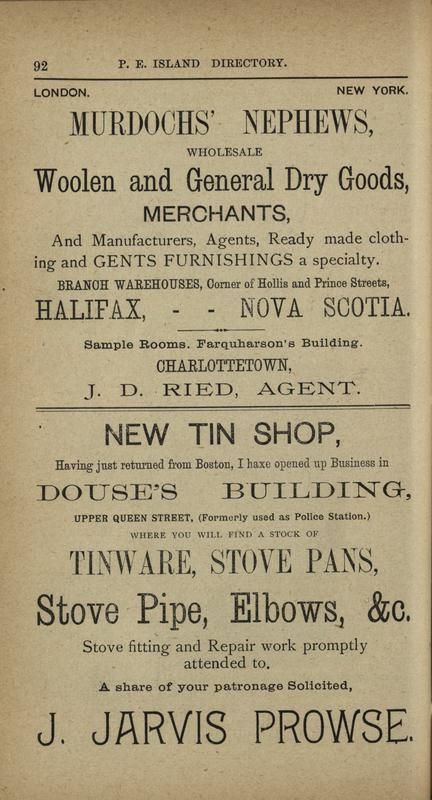 92 P. E. ISLAND DIRECTORY.
LONDON. NEW YORK.
MURDOCHS' NEPHEWS,
WHOLESALE
Woolen and General Dry Goods,
MERCHANTS,
And Manufacturers, Agents, Ready made cloth-
ing and GENTS FURNISHINGS a specialty.
BRANCH WAREHOUSES, Corner of Hollis and Prince Streets,
HALIFAX, - - NOVA SCOTIA.
Sample Rooms. Farquharson's Building.
CHARLOTTETOWN,
J. D. RIED, AGENT.
NEW TIN SHOP,
Having just returned from Boston, I haxe opened up Business in
DOUSE'S BUILDING,
UPPER QUEEN STREET, (Formerly used as Police Station.)
WHERE YOU WILL FIND A STOCK OF
TINWARE, STOVE PANS,
Stove Pipe, Elbows, &c.
Stove fitting and Repair work promptly
attended to.
A share of your patronage Solicited,
J. JARVIS PROWSE.